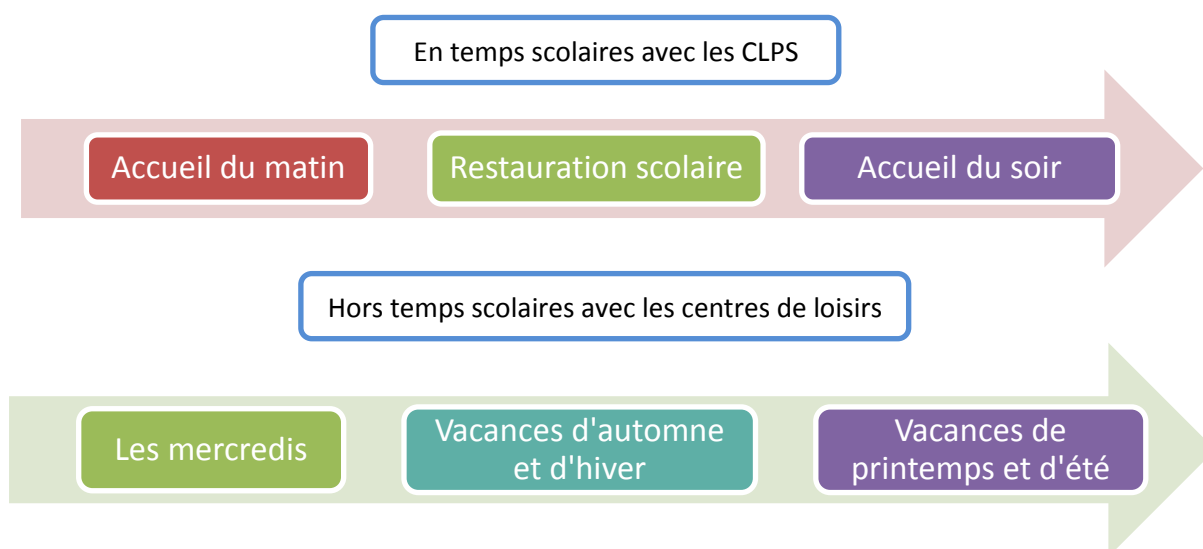 En temps scolaires avec les CLPS
Accueil du matin
Restauration scolaire
Accueil du soir
Hors temps scolaires avec les centres de loisirs
Les mercredis
Vacances d'automne
et d'hiver
Vacances de
printemps et d'été